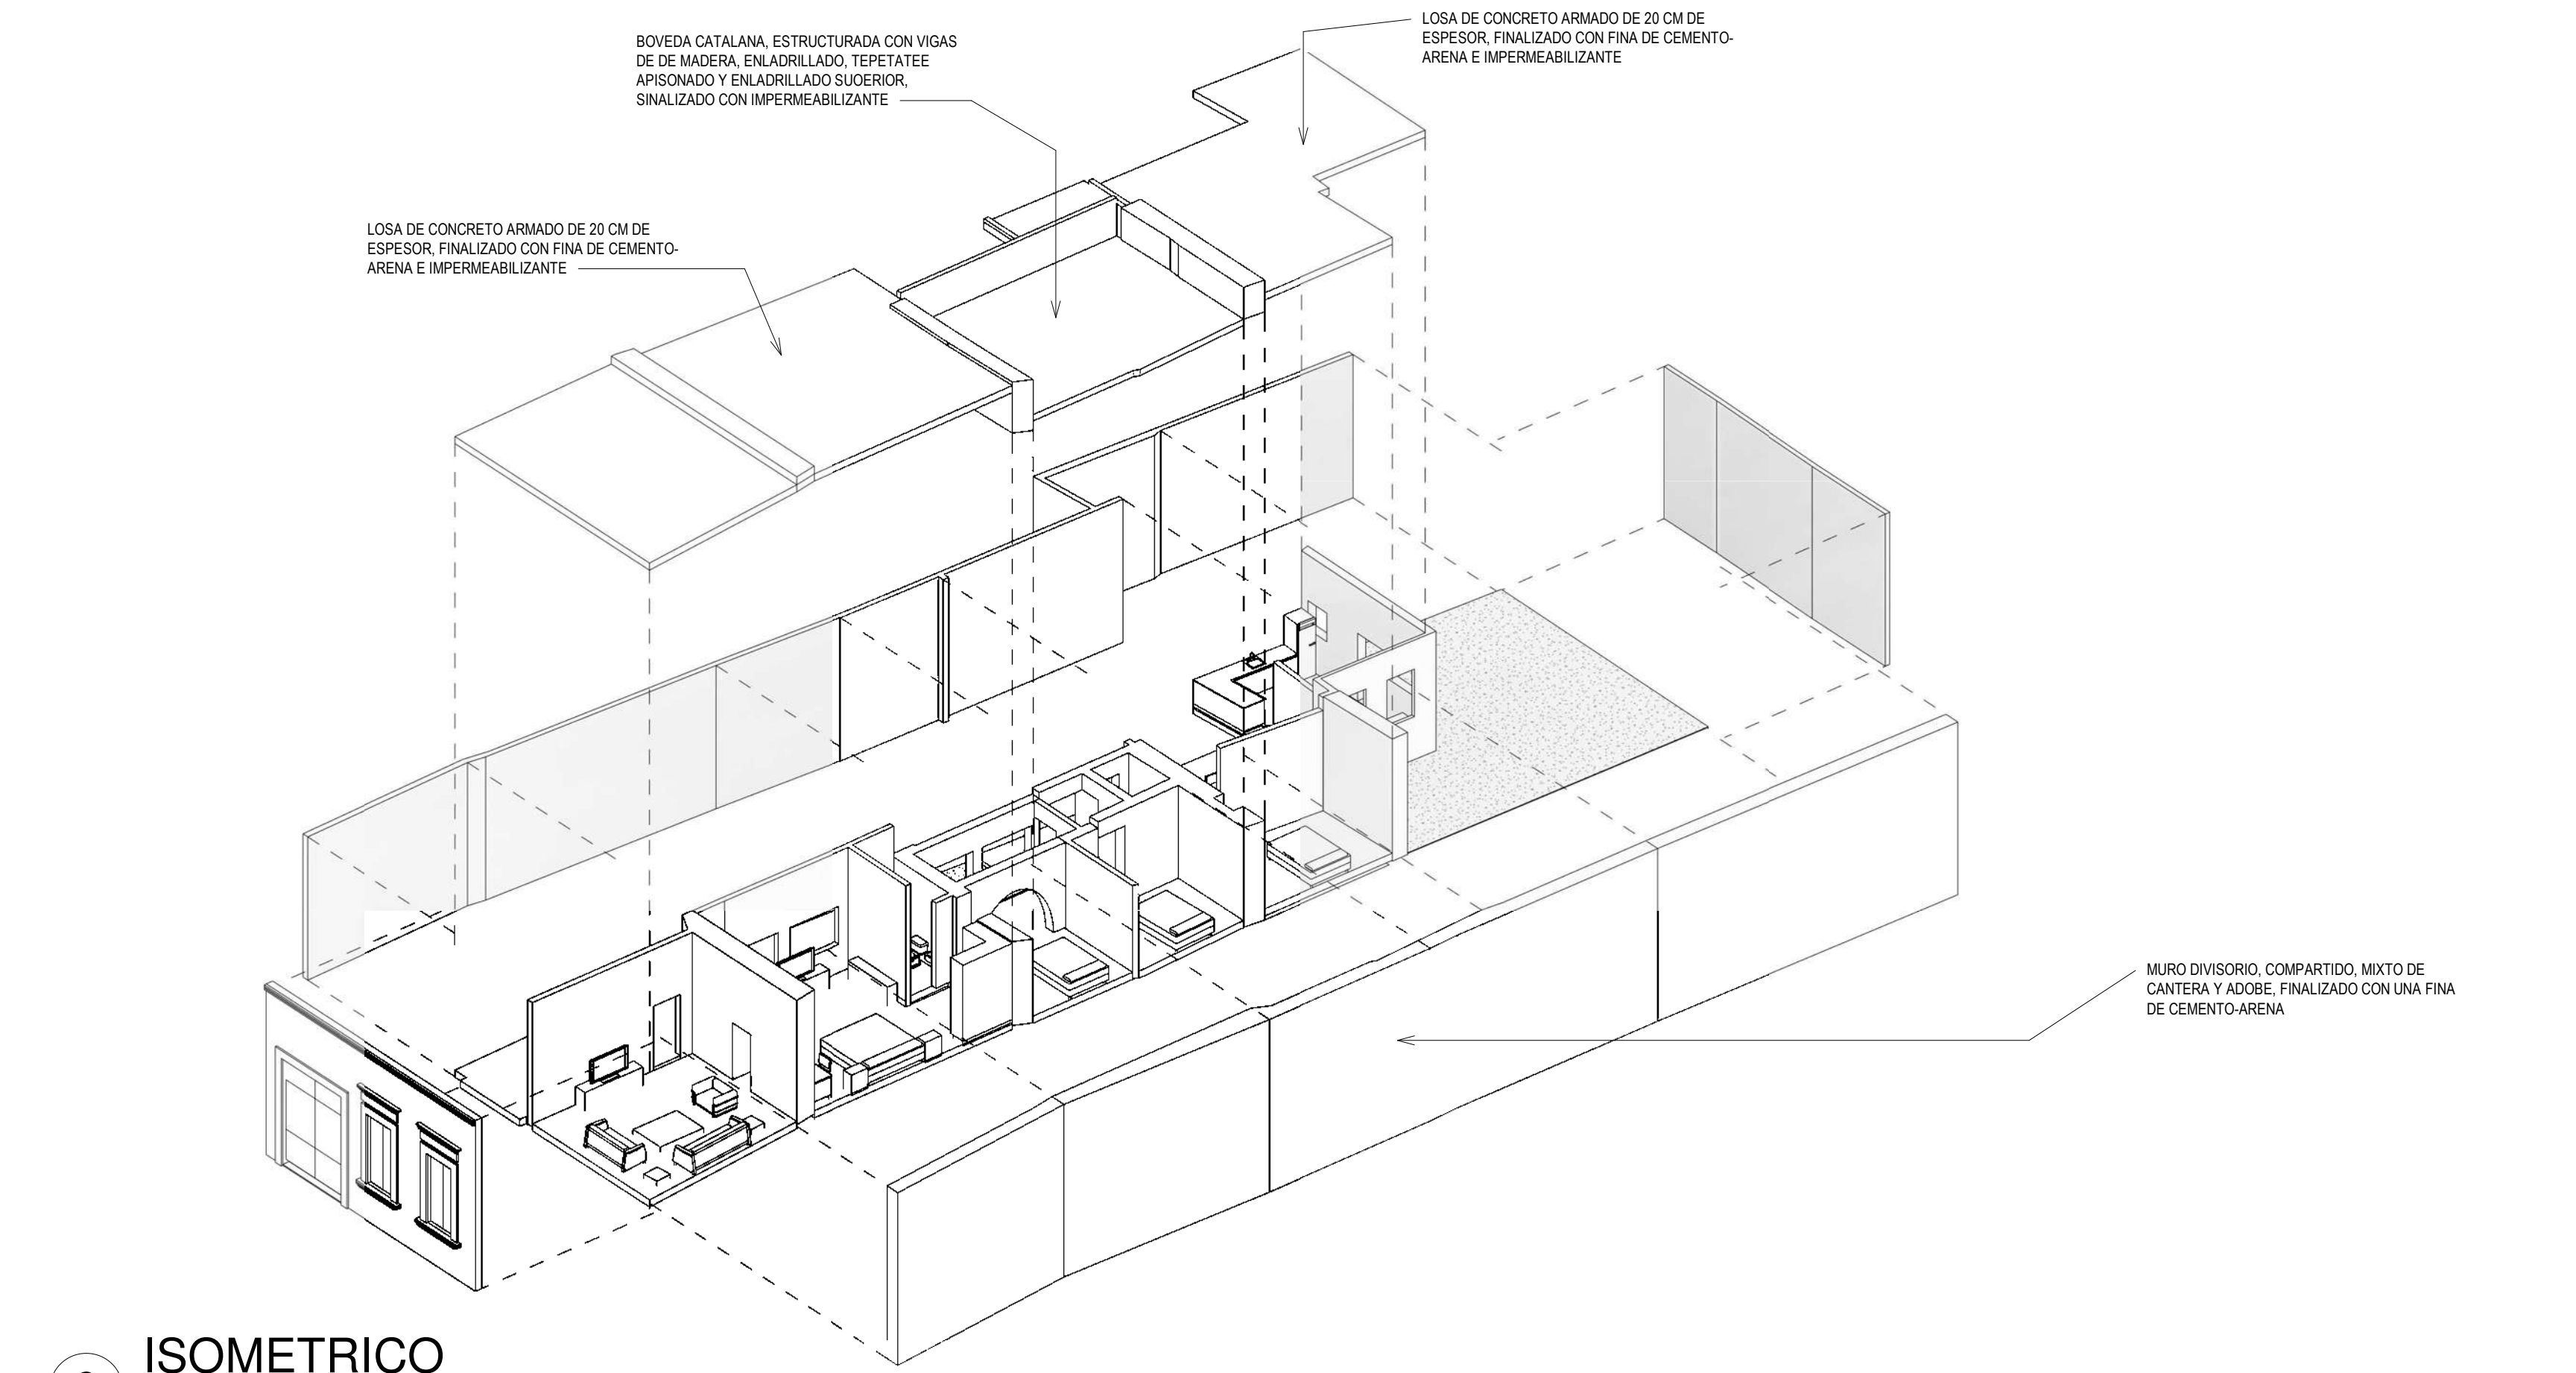 LOSA DE CONCRETO ARMADO DE 20 CM DE
ESPESOR, FINALIZADO CON FINA DE CEMENTO-
ARENA E IMPERMEABILIZANTE
BOVEDA CATALANA, ESTRUCTURADA CON VIGAS
DE DE MADERA, ENLADRILLADO, TEPETATEE
APISONADO Y ENLADRILLADO SUOERIOR,
SINALIZADO CON IMPERMEABILIZANTE
LOSA DE CONCRETO ARMADO DE 20 CM DE
ESPESOR, FINALIZADO CON FINA DE CEMENTO-
ARENA E IMPERMEABILIZANTE
MURO DIVISORIO, COMPARTIDO, MIXTO DE
CANTERA Y ADOBE, FINALIZADO CON UNA FINA
DE CEMENTO-ARENA
ISOMETRICO